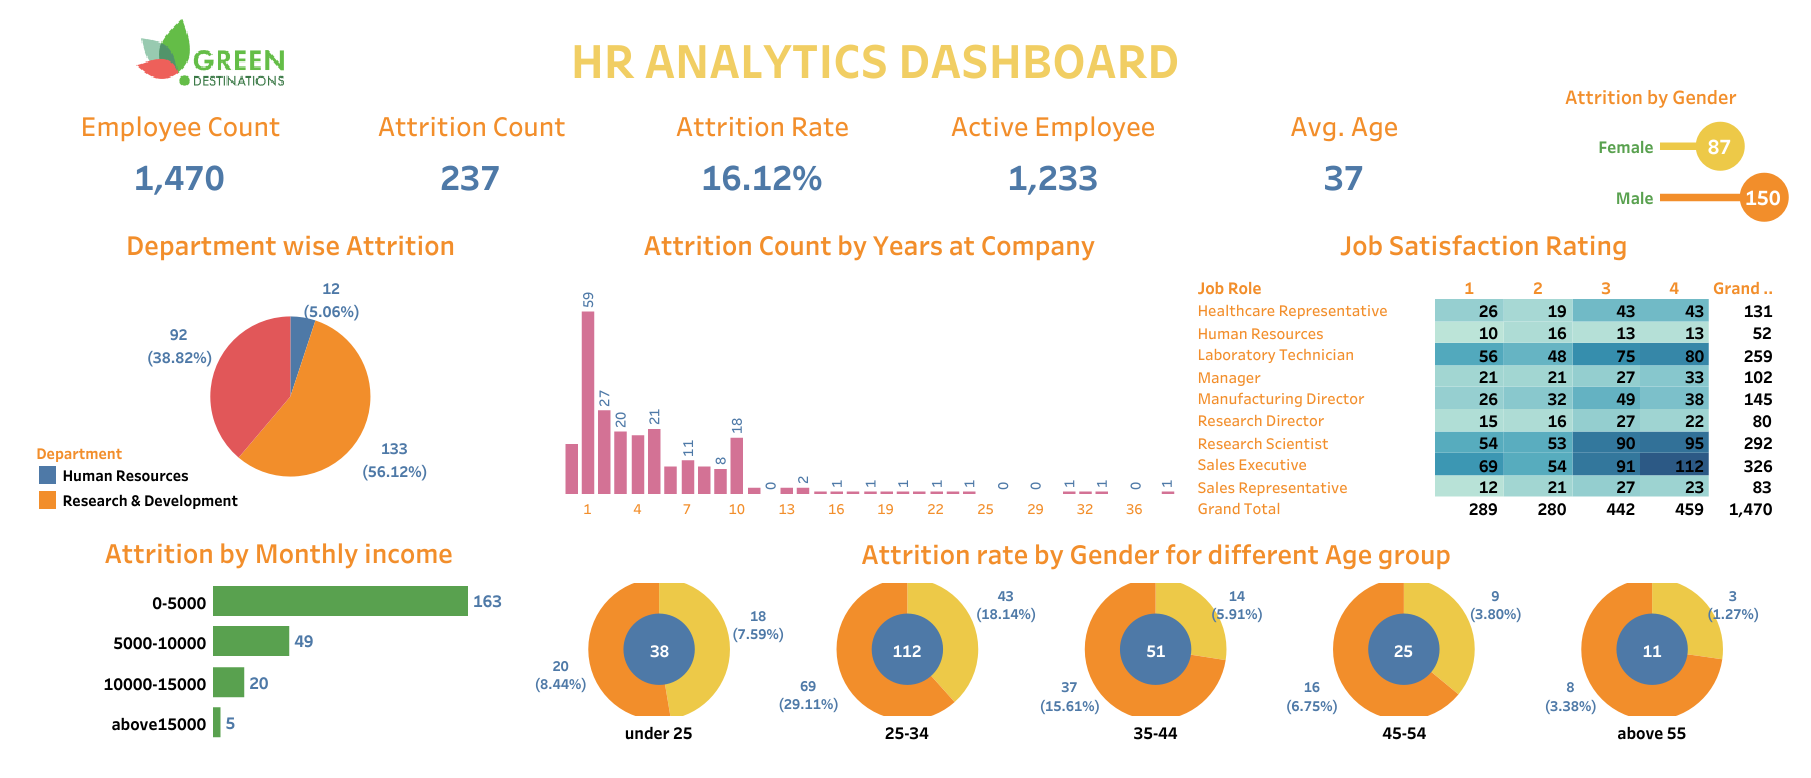 GREEN
DESTINATIONS
HR ANALYTICS DASHBOARD
Employee Count
1,470
Attrition Count
237
Attrition Rate
16.12%
Active Employee
1,233
Avg. Age
37
Attrition by Gender
Female 87
Male 150
Department wise Attrition
12
(5.06%)
92
(38.82%)
133
(56.12%)
Department
Human Resources
Research & Development
Attrition Count by Years at Company
59 27 20 21 11 8 18 0 2 1 1 1 1 1 0 0 1 1 0 1
1 4 7 10 13 16 19 22 25 29 32 36
Job Satisfaction Rating
Job Role 1 2 3 4 Grand ..
Healthcare Representative 26 19 43 43 131
Human Resources 10 16 13 13 52
Laboratory Technician 56 48 75 80 259
Manager 21 21 27 33 102
Manufacturing Director 26 32 49 38 145
Research Director 15 16 27 22 80
Research Scientist 54 53 90 95 292
Sales Executive 69 54 91 112 326
Sales Representative 12 21 27 23 83
Grand Total 289 280 442 459 1,470
Attrition by Monthly income
0-5000 163
5000-10000 49
10000-15000 20
above15000 5
Attrition rate by Gender for different Age group
18
(7.59%)
38
20
(8.44%)
under 25
43
(18.14%)
112
69
(29.11%)
25-34
14
(5.91%)
51
37
(15.61%)
35-44
9
(3.80%)
25
16
(6.75%)
45-54
3
(1.27%)
11
8
(3.38%)
above 55